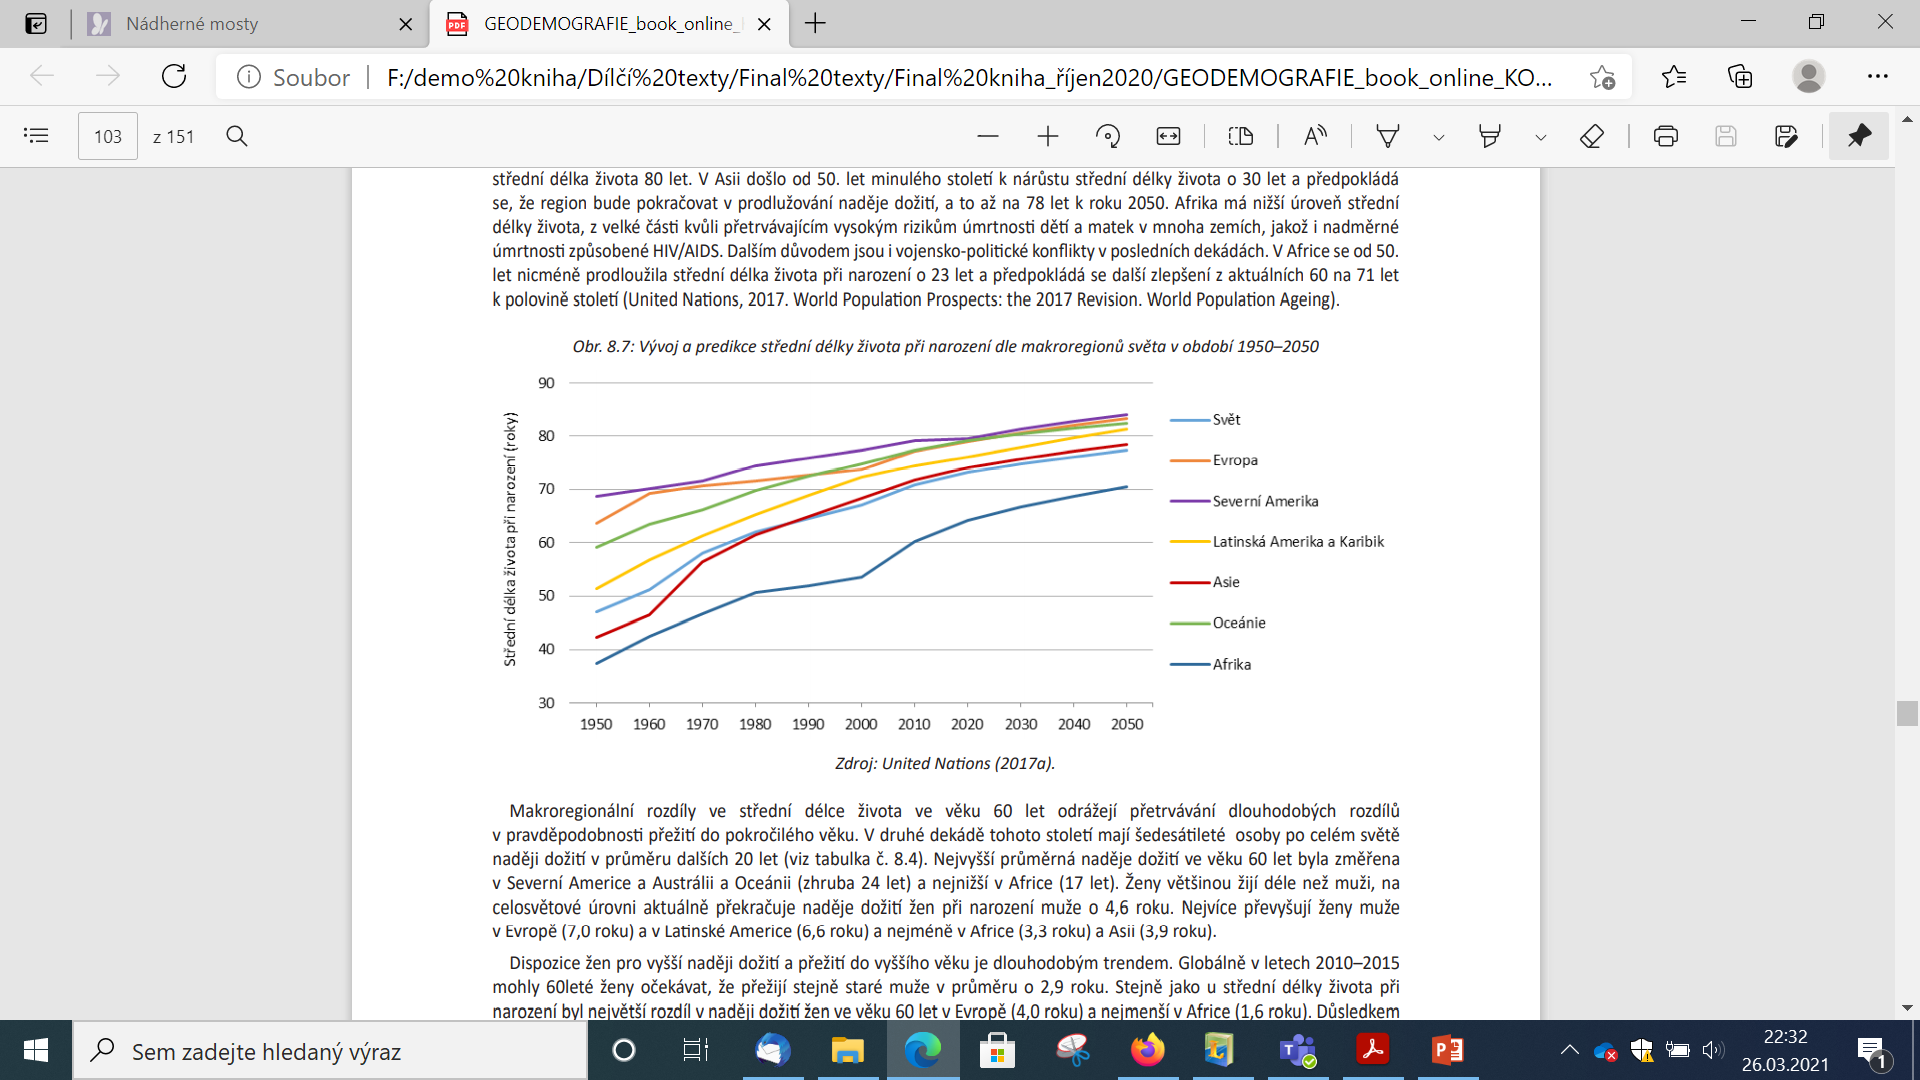 Nádherné mosty
GEODEMOGRAFIE_book_online_
Soubor
F:/demo%20kniha/Dílčí%20texty/Final%20texty/Final%20kniha_říjen2020/GEODEMOGRAFIE_book_online_KO...
103 z 151
střední délka života 80 let. V Asii došlo od 50. let minulého století k nárůstu střední délky života o 30 let a předpokládá
se, že region bude pokračovat v prodlužování naděje dožití, a to až na 78 let k roku 2050. Afrika má nižší úroveň střední
délky života, z velké části kvůli přetrvávajícím vysokým rizikům úmrtnosti dětí a matek v mnoha zemích, jakož i nadměrné
úmrtnosti způsobené HIV/AIDS. Dalším důvodem jsou i vojensko-politické konflikty v posledních dekádách. V Africe se od 50.
let nicméně prodloužila střední délka života při narození o 23 let a předpokládá se další zlepšení z aktuálních 60 na 71 let
k polovině století (United Nations, 2017. World Population Prospects: the 2017 Revision. World Population Ageing).
Obr. 8.7: Vývoj a predikce střední délky života při narození dle makroregionů světa v období 1950–2050
Střední délka života při narození (roky)
90
80
70
60
50
40
30
1950 1960 1970 1980 1990 2000 2010 2020 2030 2040 2050
Svět
Evropa
Severní Amerika
Latinská Amerika a Karibik
Asie
Oceánie
Afrika
Zdroj: United Nations (2017a).
Makroregionální rozdíly ve střední délce života ve věku 60 let odrážejí přetrvávání dlouhodobých rozdílů
v pravděpodobnosti přežití do pokročilého věku. V druhé dekádě tohoto století mají šedesátileté osoby po celém světě
naději dožití v průměru dalších 20 let (viz tabulka č. 8.4). Nejvyšší průměrná naděje dožití ve věku 60 let byla změřena
v Severní Americe a Austrálii a Oceánii (zhruba 24 let) a nejnižší v Africe (17 let). Ženy většinou žijí déle než muži, na
celosvětové úrovni aktuálně překračuje naděje dožití žen při narození muže o 4,6 roku. Nejvíce převyšují ženy muže
v Evropě (7,0 roku) a v Latinské Americe (6,6 roku) a nejméně v Africe (3,3 roku) a Asii (3,9 roku).
Dispozice žen pro vyšší naději dožití a přežití do vyššího věku je dlouhodobým trendem. Globálně v letech 2010–2015
mohly 60leté ženy očekávat, že přežijí stejně staré muže v průměru o 2,9 roku. Stejně jako u střední délky života při
narození byl největší rozdíl v naději dožití žen ve věku 60 let v Evropě (4,0 roku) a nejmenší v Africe (1,6 roku). Důsledkem
Sem zadejte hledaný výraz
22:32
26.03.2021
1